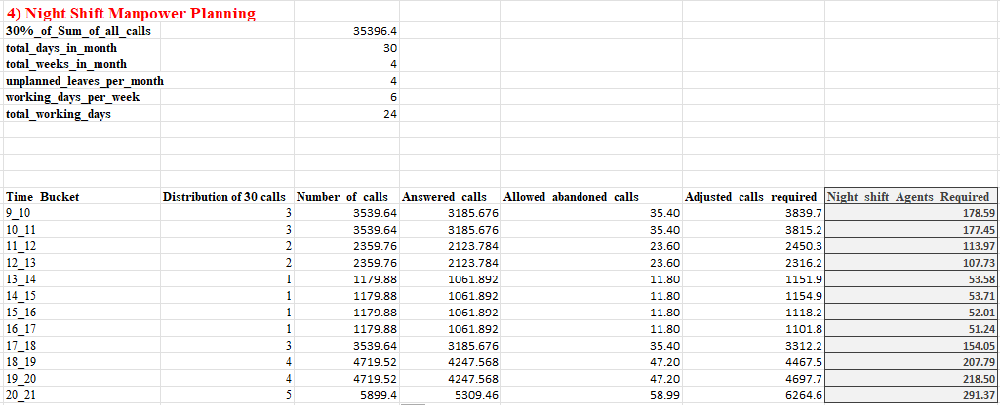 4) Night Shift Manpower Planning
30%_of_Sum_of_all_calls 35396.4
total_days_in_month 30
total_weeks_in_month 4
unplanned_leaves_per_month 4
working_days_per_week 6
total_working_days 24
Time_Bucket Distribution of 30 calls Number_of_calls Answered_calls Allowed_abandoned_calls Adjusted_calls_required Night_shift_Agents_Required
9_10 3 3539.64 3185.676 35.40 3839.7 178.59
10_11 3 3539.64 3185.676 35.40 3815.2 177.45
11_12 2 2359.76 2123.784 23.60 2450.3 113.97
12_13 2 2359.76 2123.784 23.60 2316.2 107.73
13_14 1 1179.88 1061.892 11.80 1151.9 53.58
14_15 1 1179.88 1061.892 11.80 1154.9 53.71
15_16 1 1179.88 1061.892 11.80 1118.2 52.01
16_17 1 1179.88 1061.892 11.80 1101.8 51.24
17_18 3 3539.64 3185.676 35.40 3312.2 154.05
18_19 4 4719.52 4247.568 47.20 4467.5 207.79
19_20 4 4719.52 4247.568 47.20 4697.7 218.50
20_21 5 5899.4 5309.46 58.99 6264.6 291.37